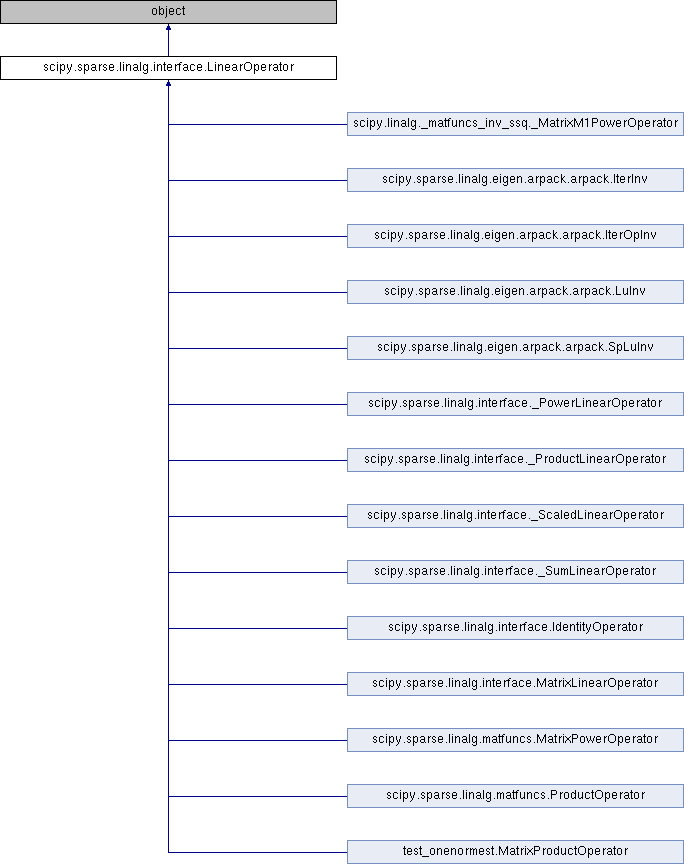 object
scipy.sparse.linalg.interface.LinearOperator
scipy.linalg._matfuncs_inv_ssq._MatrixM1PowerOperator
scipy.sparse.linalg.eigen.arpack.arpack.IterInv
scipy.sparse.linalg.eigen.arpack.arpack.IterOpInv
scipy.sparse.linalg.eigen.arpack.arpack.LuInv
scipy.sparse.linalg.eigen.arpack.arpack.SpLuInv
scipy.sparse.linalg.interface._PowerLinearOperator
scipy.sparse.linalg.interface._ProductLinearOperator
scipy.sparse.linalg.interface._ScaledLinearOperator
scipy.sparse.linalg.interface._SumLinearOperator
scipy.sparse.linalg.interface.IdentityOperator
scipy.sparse.linalg.interface.MatrixLinearOperator
scipy.sparse.linalg.matfuncs.MatrixPowerOperator
scipy.sparse.linalg.matfuncs.ProductOperator
test_onenormest.MatrixProductOperator